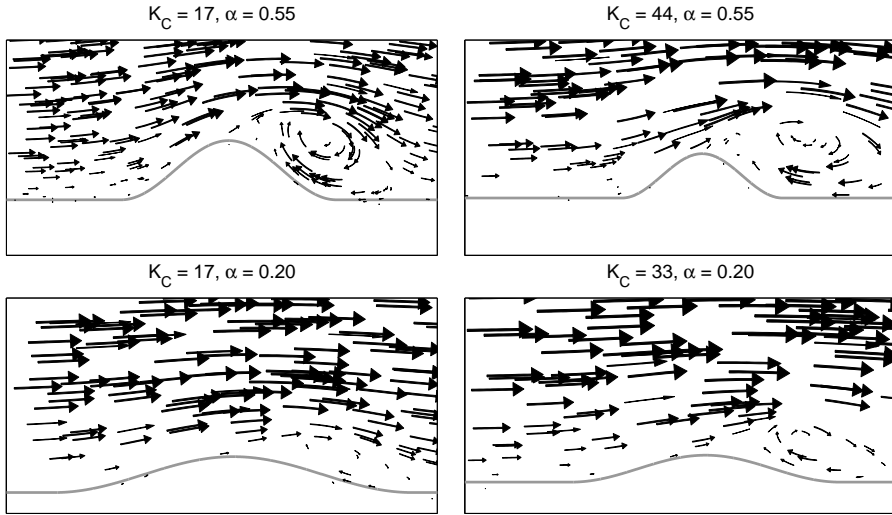 K_C = 17, α = 0.55
K_C = 44, α = 0.55
K_C = 17, α = 0.20
K_C = 33, α = 0.20